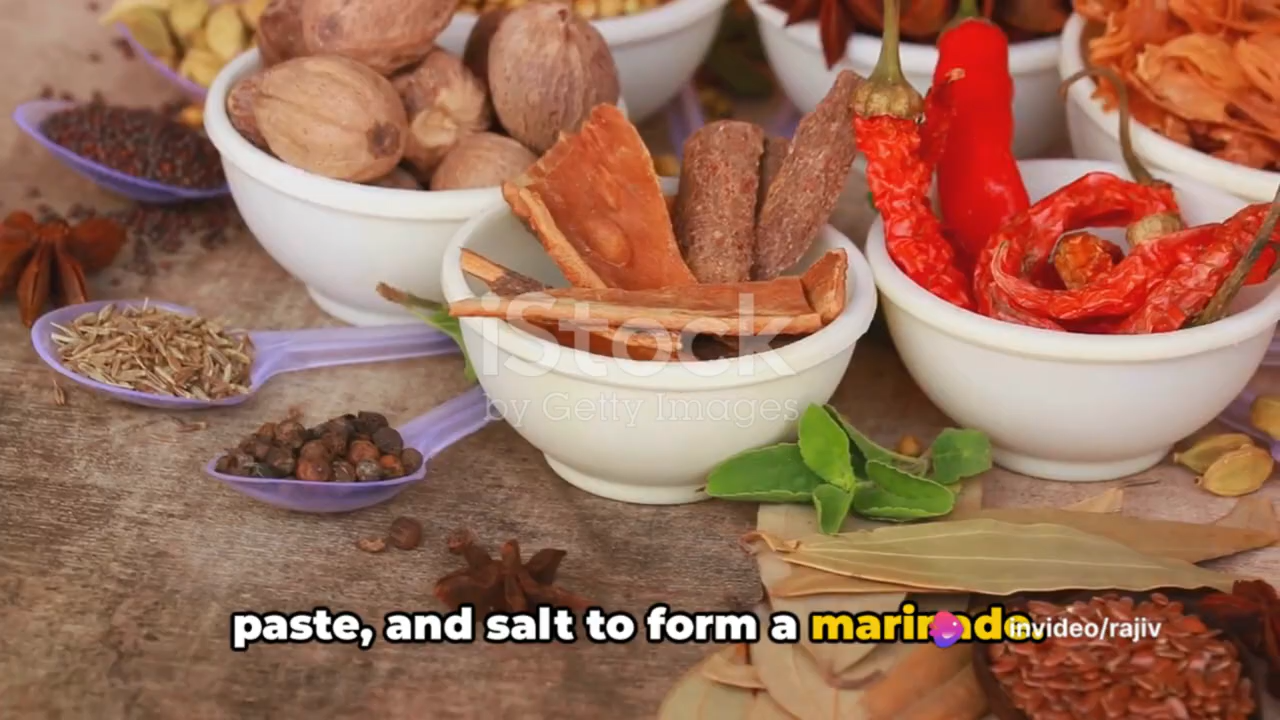 iStock
by Getty Images
paste, and salt to form a marinade.
invideo/rajiv